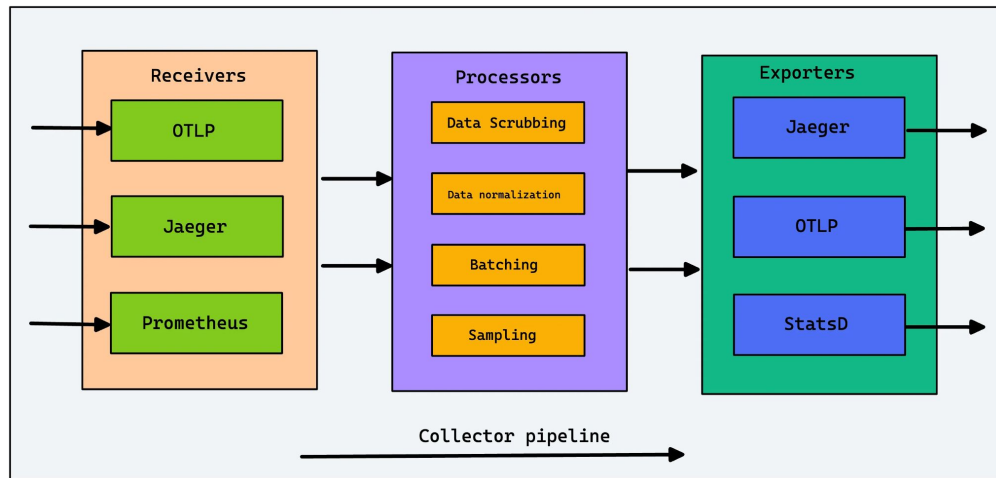 Receivers
OTLP
Jaeger
Prometheus
Processors
Data Scrubbing
Data normalization
Batching
Sampling
Exporters
Jaeger
OTLP
StatsD
Collector pipeline